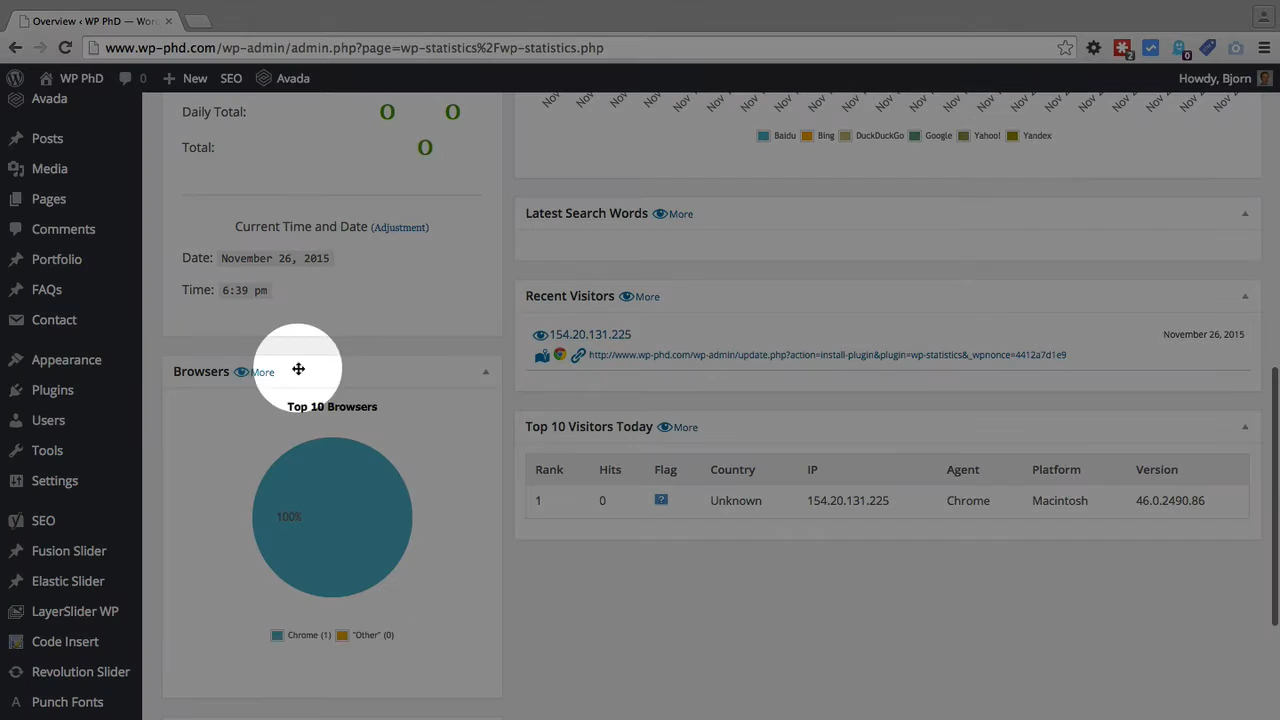 Overview ‹ WP PhD — Wor
www.wp-phd.com/wp-admin/admin.php?page=wp-statistics%2Fwp-statistics.php
2
0
WP PhD
0
New
SEO
Avada
Howdy, Bjorn
Avada
Posts
Media
Pages
Comments
Portfolio
FAQs
Contact
Appearance
Plugins
Users
Tools
Settings
SEO
Fusion Slider
Elastic Slider
LayerSlider WP
Code Insert
Revolution Slider
Punch Fonts
Daily Total: 0 0
Total: 0
Current Time and Date (Adjustment)
Date: November 26, 2015
Time: 6:39 pm
Browsers More
Top 10 Browsers
100%
Chrome (1) "Other" (0)
Baidu Bing DuckDuckGo Google Yahoo! Yandex
Latest Search Words More
Recent Visitors More
154.20.131.225 November 26, 2015
http://www.wp-phd.com/wp-admin/update.php?action=install-plugin&plugin=wp-statistics&_wpnonce=4412a7d1e9
Top 10 Visitors Today More
Rank Hits Flag Country IP Agent Platform Version
1 0 ? Unknown 154.20.131.225 Chrome Macintosh 46.0.2490.86